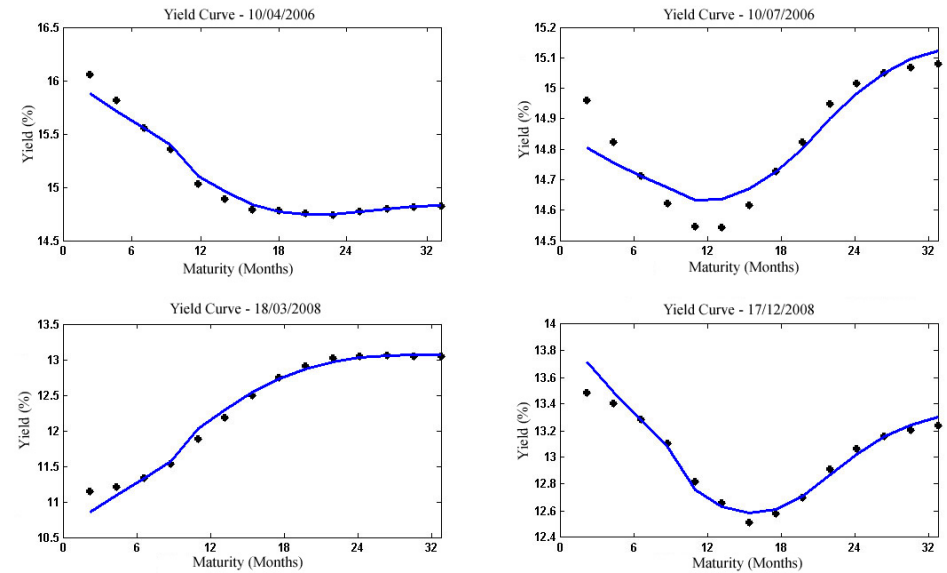 Yield Curve - 10/04/2006
16.5
16
15.5
15
14.5
Yield (%)
0 6 12 18 24 32
Maturity (Months)
Yield Curve - 10/07/2006
15.2
15.1
15
14.9
14.8
14.7
14.6
14.5
Yield (%)
0 6 12 18 24 32
Maturity (Months)
Yield Curve - 18/03/2008
13.5
13
12.5
12
11.5
11
10.5
Yield (%)
0 6 12 18 24 32
Maturity (Months)
Yield Curve - 17/12/2008
14
13.8
13.6
13.4
13.2
13
12.8
12.6
12.4
Yield (%)
0 6 12 18 24 32
Maturity (Months)